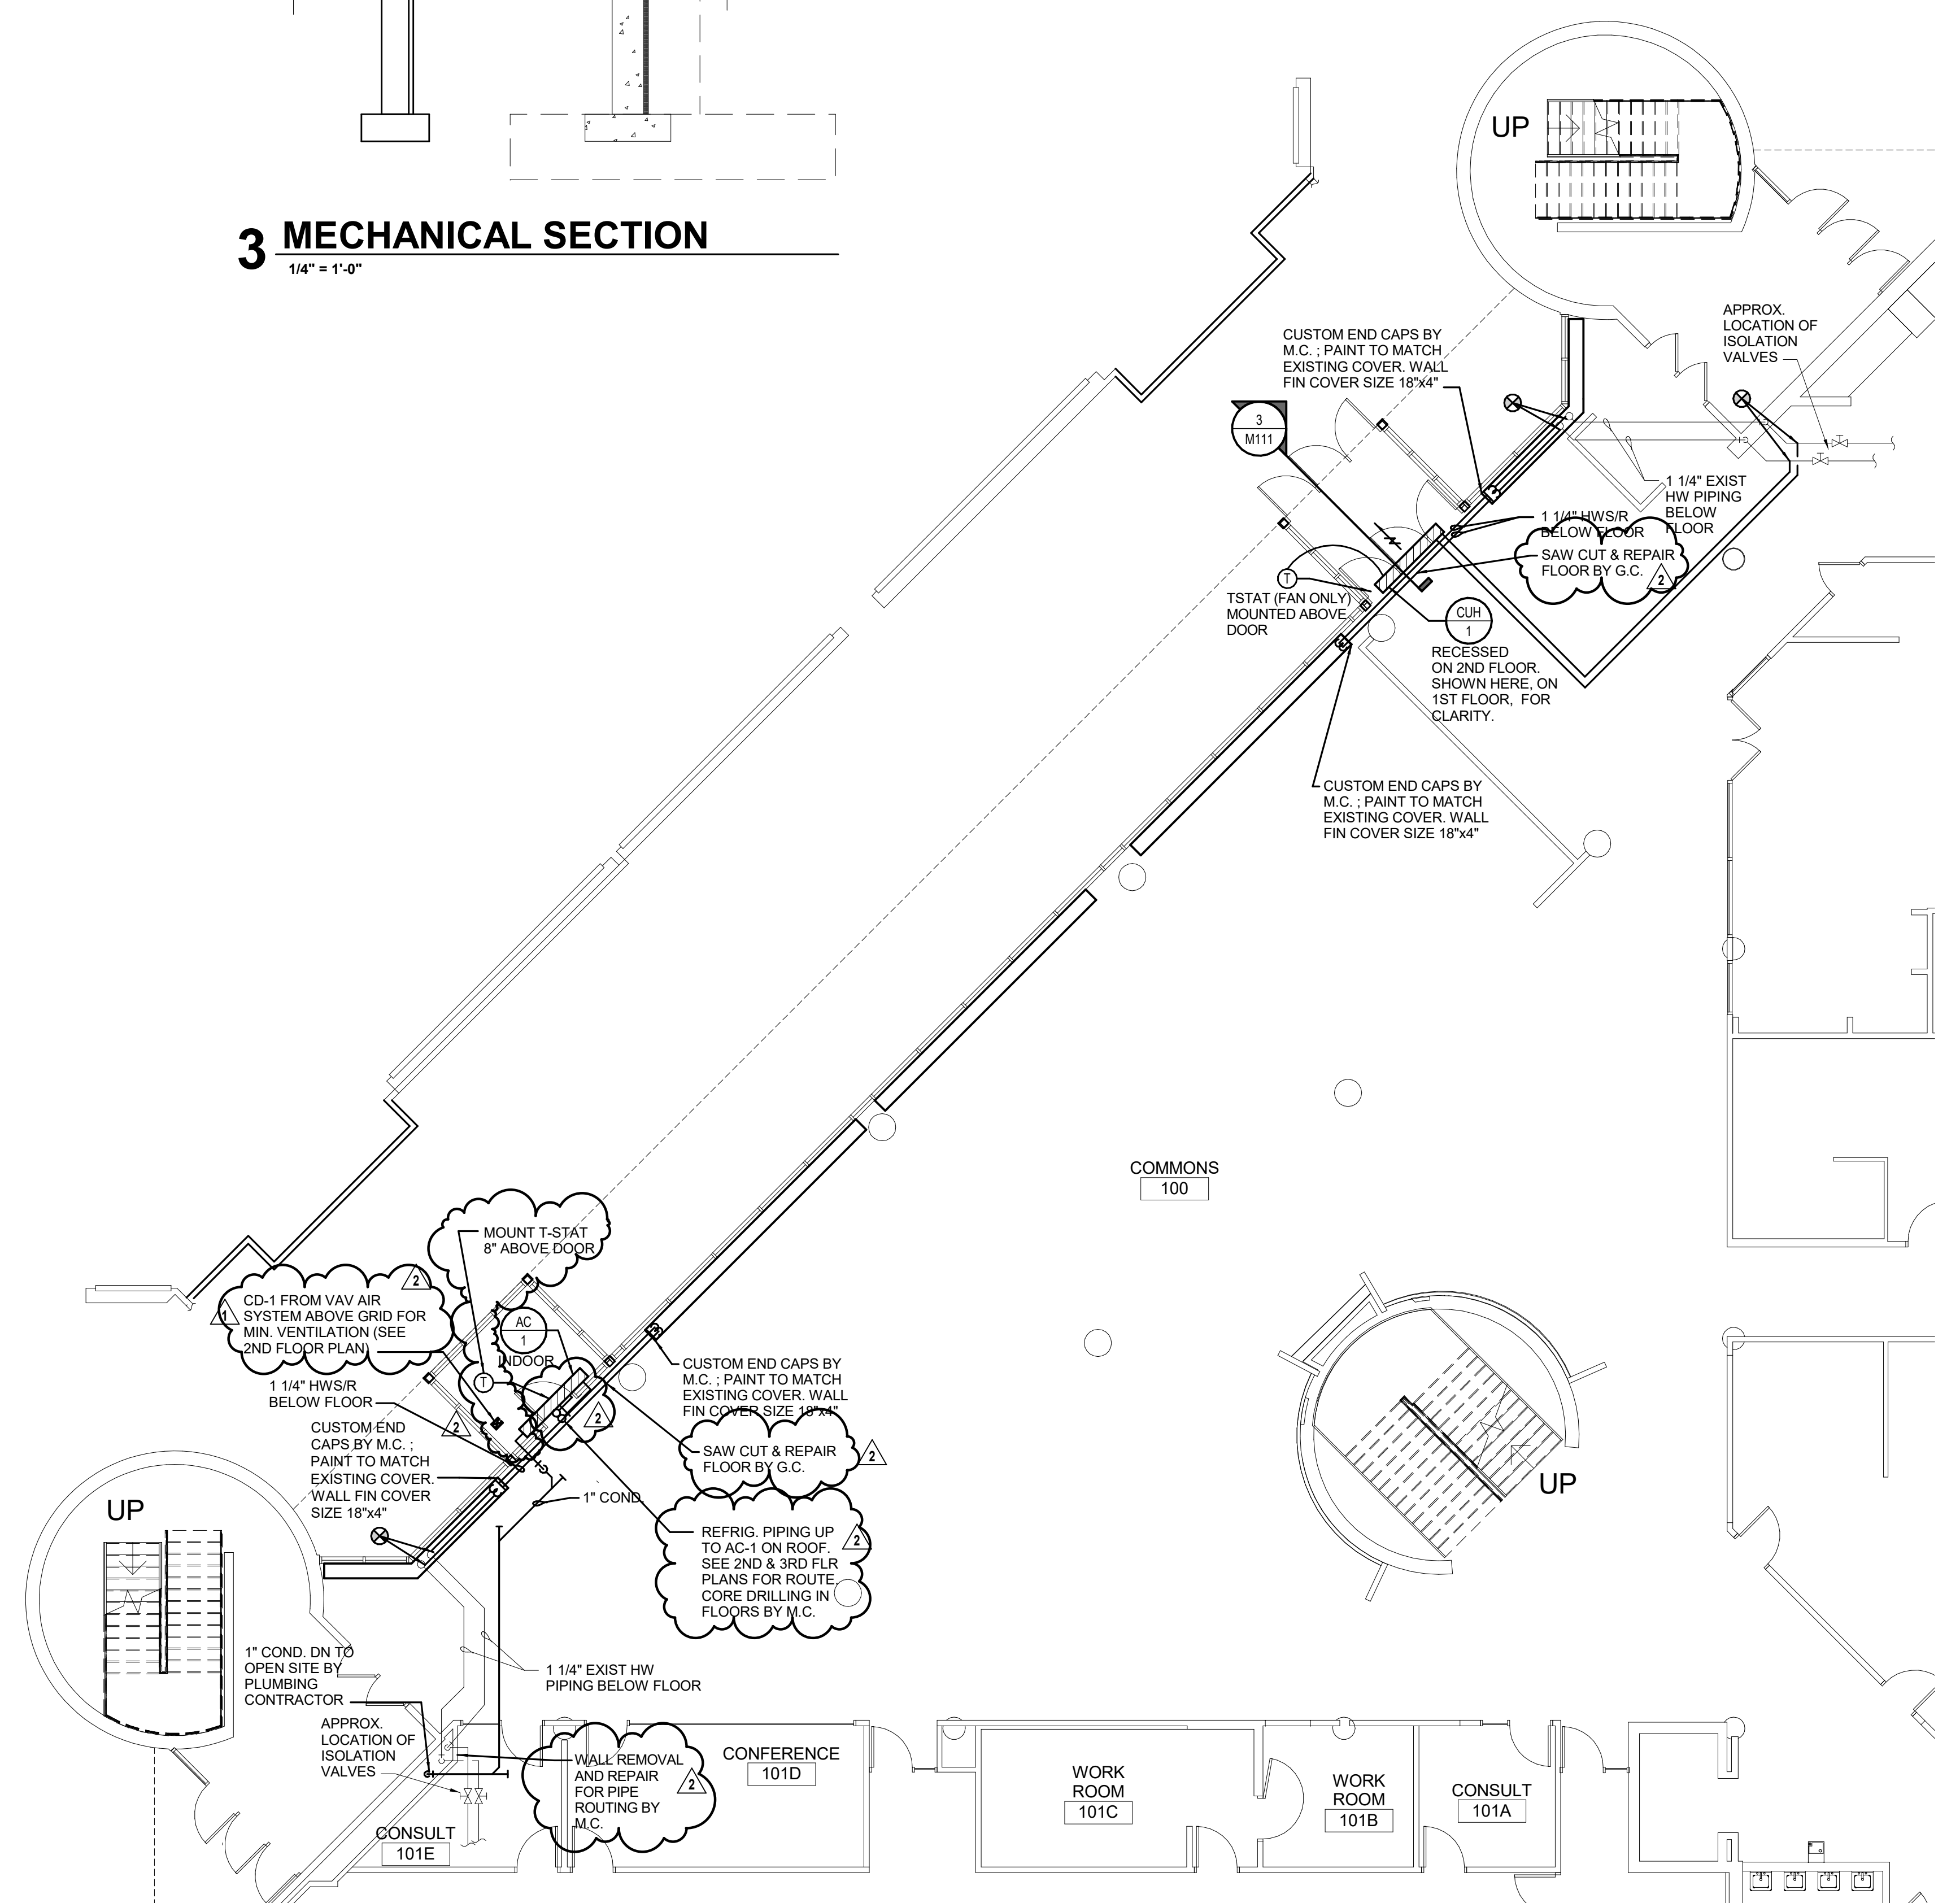 3 MECHANICAL SECTION
1/4" = 1'-0"
UP
APPROX.
LOCATION OF
ISOLATION
VALVES
CUSTOM END CAPS BY
M.C. ; PAINT TO MATCH
EXISTING COVER. WALL
FIN COVER SIZE 18"x4"
3
M111
1 1/4" EXIST
HW PIPING
BELOW
FLOOR
1 1/4" HWS/R
BELOW FLOOR
SAW CUT & REPAIR
FLOOR BY G.C.
2
T
TSTAT (FAN ONLY)
MOUNTED ABOVE
DOOR
CUH
1
RECESSED
ON 2ND FLOOR.
SHOWN HERE, ON
1ST FLOOR, FOR
CLARITY.
CUSTOM END CAPS BY
M.C. ; PAINT TO MATCH
EXISTING COVER. WALL
FIN COVER SIZE 18"x4"
COMMONS
100
MOUNT T-STAT
8" ABOVE DOOR
2
1
CD-1 FROM VAV AIR
SYSTEM ABOVE GRID FOR
MIN. VENTILATION (SEE
2ND FLOOR PLAN)
AC
1
INDOOR
T
1 1/4" HWS/R
BELOW FLOOR
2
2
CUSTOM END CAPS BY
M.C. ; PAINT TO MATCH
EXISTING COVER. WALL
FIN COVER SIZE 18"x4"
CUSTOM END
CAPS BY M.C. ;
PAINT TO MATCH
EXISTING COVER.
WALL FIN COVER
SIZE 18"x4"
SAW CUT & REPAIR
FLOOR BY G.C.
2
1" COND.
UP
UP
REFRIG. PIPING UP
TO AC-1 ON ROOF.
SEE 2ND & 3RD FLR
PLANS FOR ROUTE.
CORE DRILLING IN
FLOORS BY M.C.
2
1" COND. DN TO
OPEN SITE BY
PLUMBING
CONTRACTOR
1 1/4" EXIST HW
PIPING BELOW FLOOR
APPROX.
LOCATION OF
ISOLATION
VALVES
WALL REMOVAL
AND REPAIR
FOR PIPE
ROUTING BY
M.C.
2
CONFERENCE
101D
WORK
ROOM
101C
WORK
ROOM
101B
CONSULT
101A
CONSULT
101E